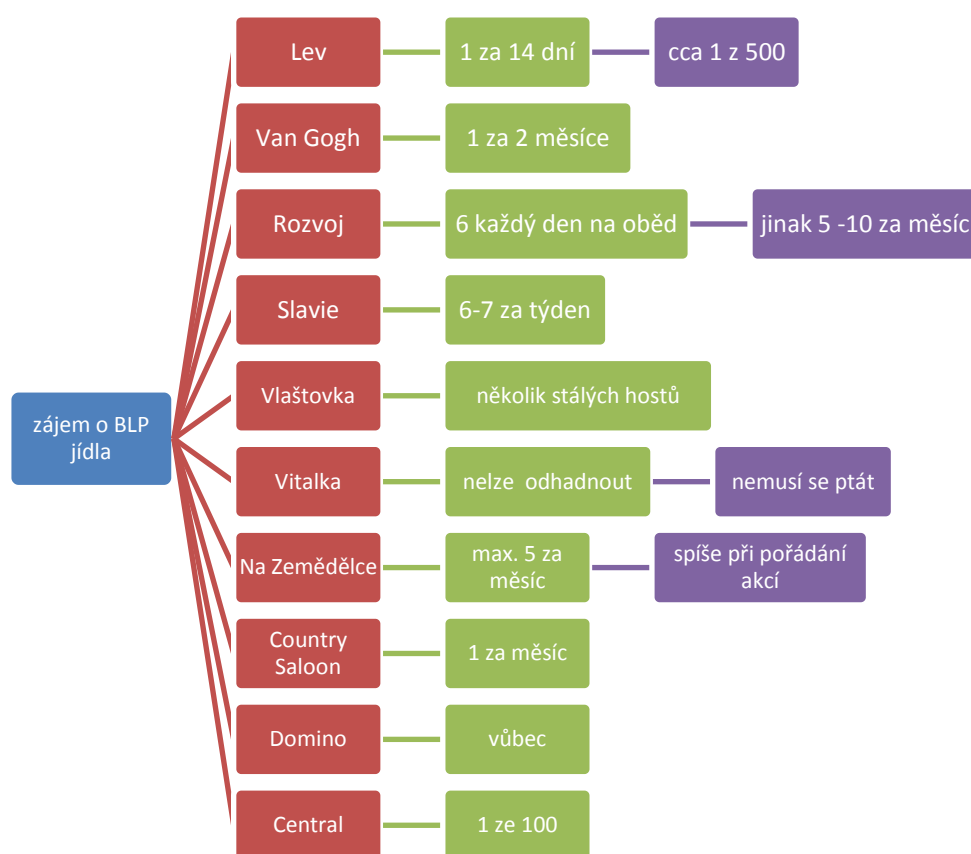 Lev
1 za 14 dní
cca 1 z 500
Van Gogh
1 za 2 měsíce
Rozvoj
6 každý den na oběd
jinak 5 -10 za měsíc
Slavie
6-7 za týden
Vlaštovka
několik stálých hostů
zájem o BLP
jídla
Vitalka
nelze odhadnout
nemusí se ptát
Na Zemědělce
max. 5 za
měsíc
spíše při pořádání
akcí
Country
Saloon
1 za měsíc
Domino
vůbec
Central
1 ze 100